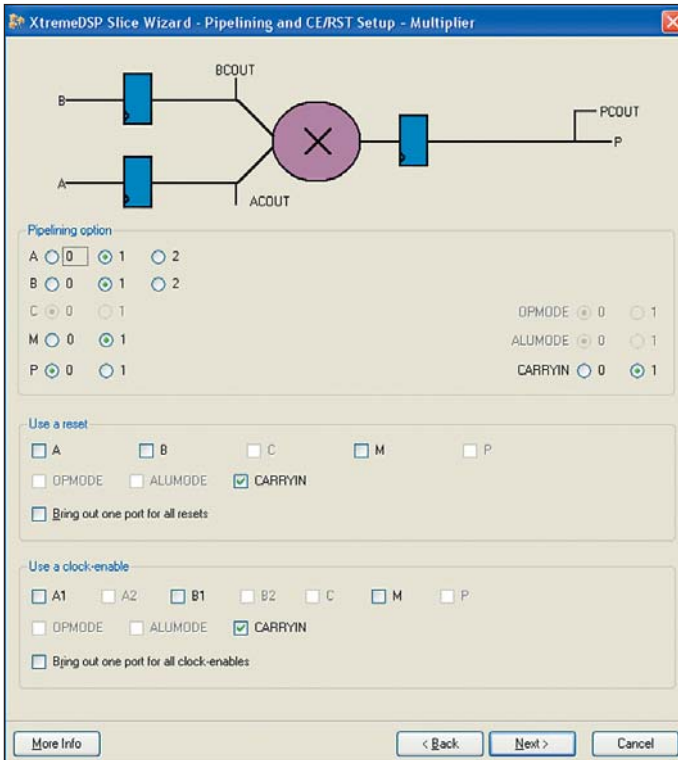 XtremeDSP Slice Wizard - Pipelining and CE/RST Setup - Multiplier
BCOUT
B
PCOUT
P
A
ACOUT
Pipelining option
A 0 1 2
B 0 1 2
C 0 1 OPMODE 0 1
M 0 1 ALUMODE 0 1
P 0 1 CARRYIN 0 1
Use a reset
A B C M P
OPMODE ALUMODE CARRYIN
Bring out one port for all resets
Use a clock-enable
A1 A2 B1 B2 C M P
OPMODE ALUMODE CARRYIN
Bring out one port for all clock-enables
More Info < Back Next > Cancel